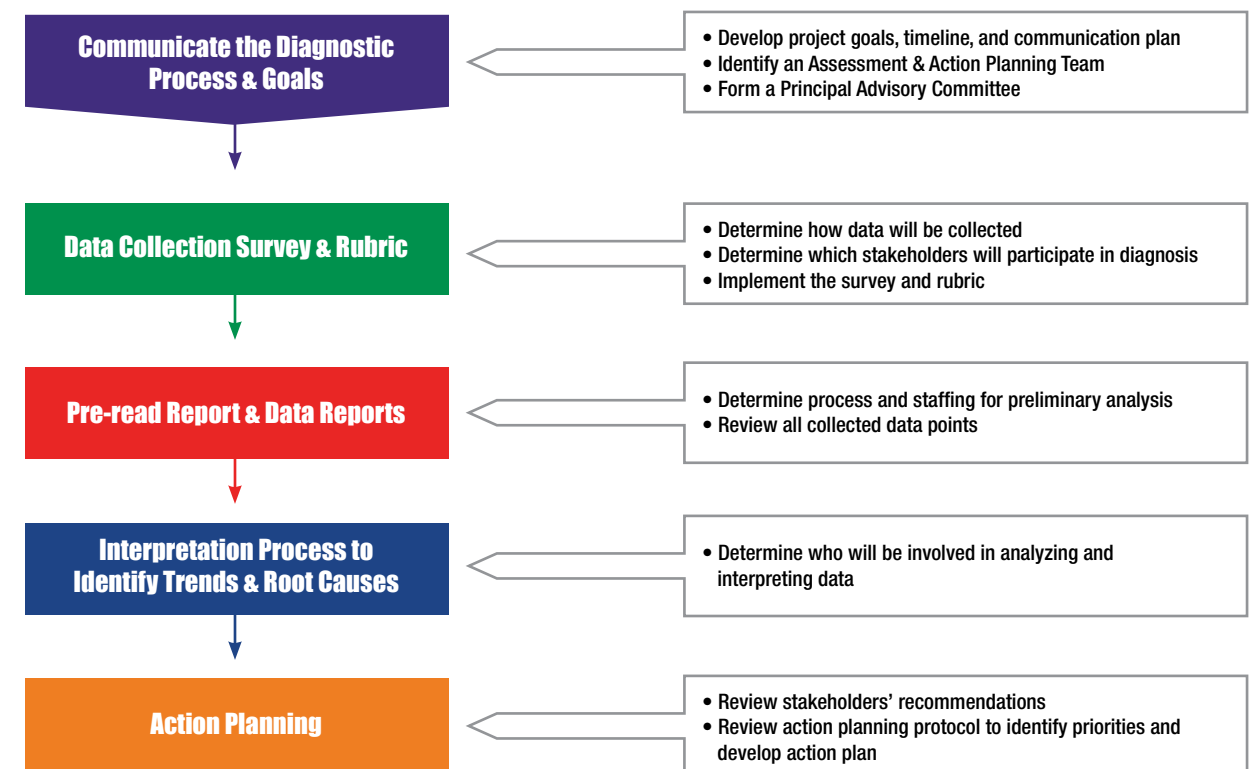 Communicate the Diagnostic
Process & Goals
• Develop project goals, timeline, and communication plan
• Identify an Assessment & Action Planning Team
• Form a Principal Advisory Committee
Data Collection Survey & Rubric
• Determine how data will be collected
• Determine which stakeholders will participate in diagnosis
• Implement the survey and rubric
Pre-read Report & Data Reports
• Determine process and staffing for preliminary analysis
• Review all collected data points
Interpretation Process to
Identify Trends & Root Causes
• Determine who will be involved in analyzing and
interpreting data
Action Planning
• Review stakeholders’ recommendations
• Review action planning protocol to identify priorities and
develop action plan